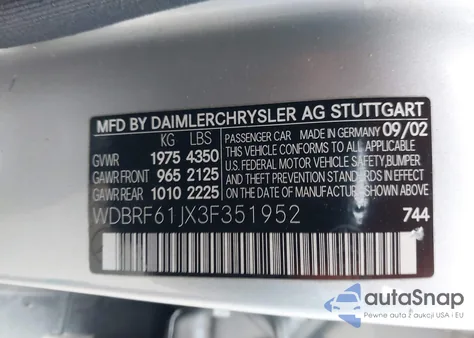 MFD. BY DAIMLERCHRYSLER AG STUTTGART
KG LBS
GVWR 1975 4350
GAWR FRONT 965 2125
GAWR REAR 1010 2225
PASSENGER CAR MADE IN GERMANY 09/02
THIS VEHICLE CONFORMS TO ALL APPLICABLE
U.S. FEDERAL MOTOR VEHICLE SAFETY, BUMPER
AND THEFT PREVENTION STANDARDS IN EFFECT
ON THE DATE OF MANUFACTURE SHOWN ABOVE.
WDBRF61JX3F351952 744
autoSnap
Pewne auta z aukcji USA i EU